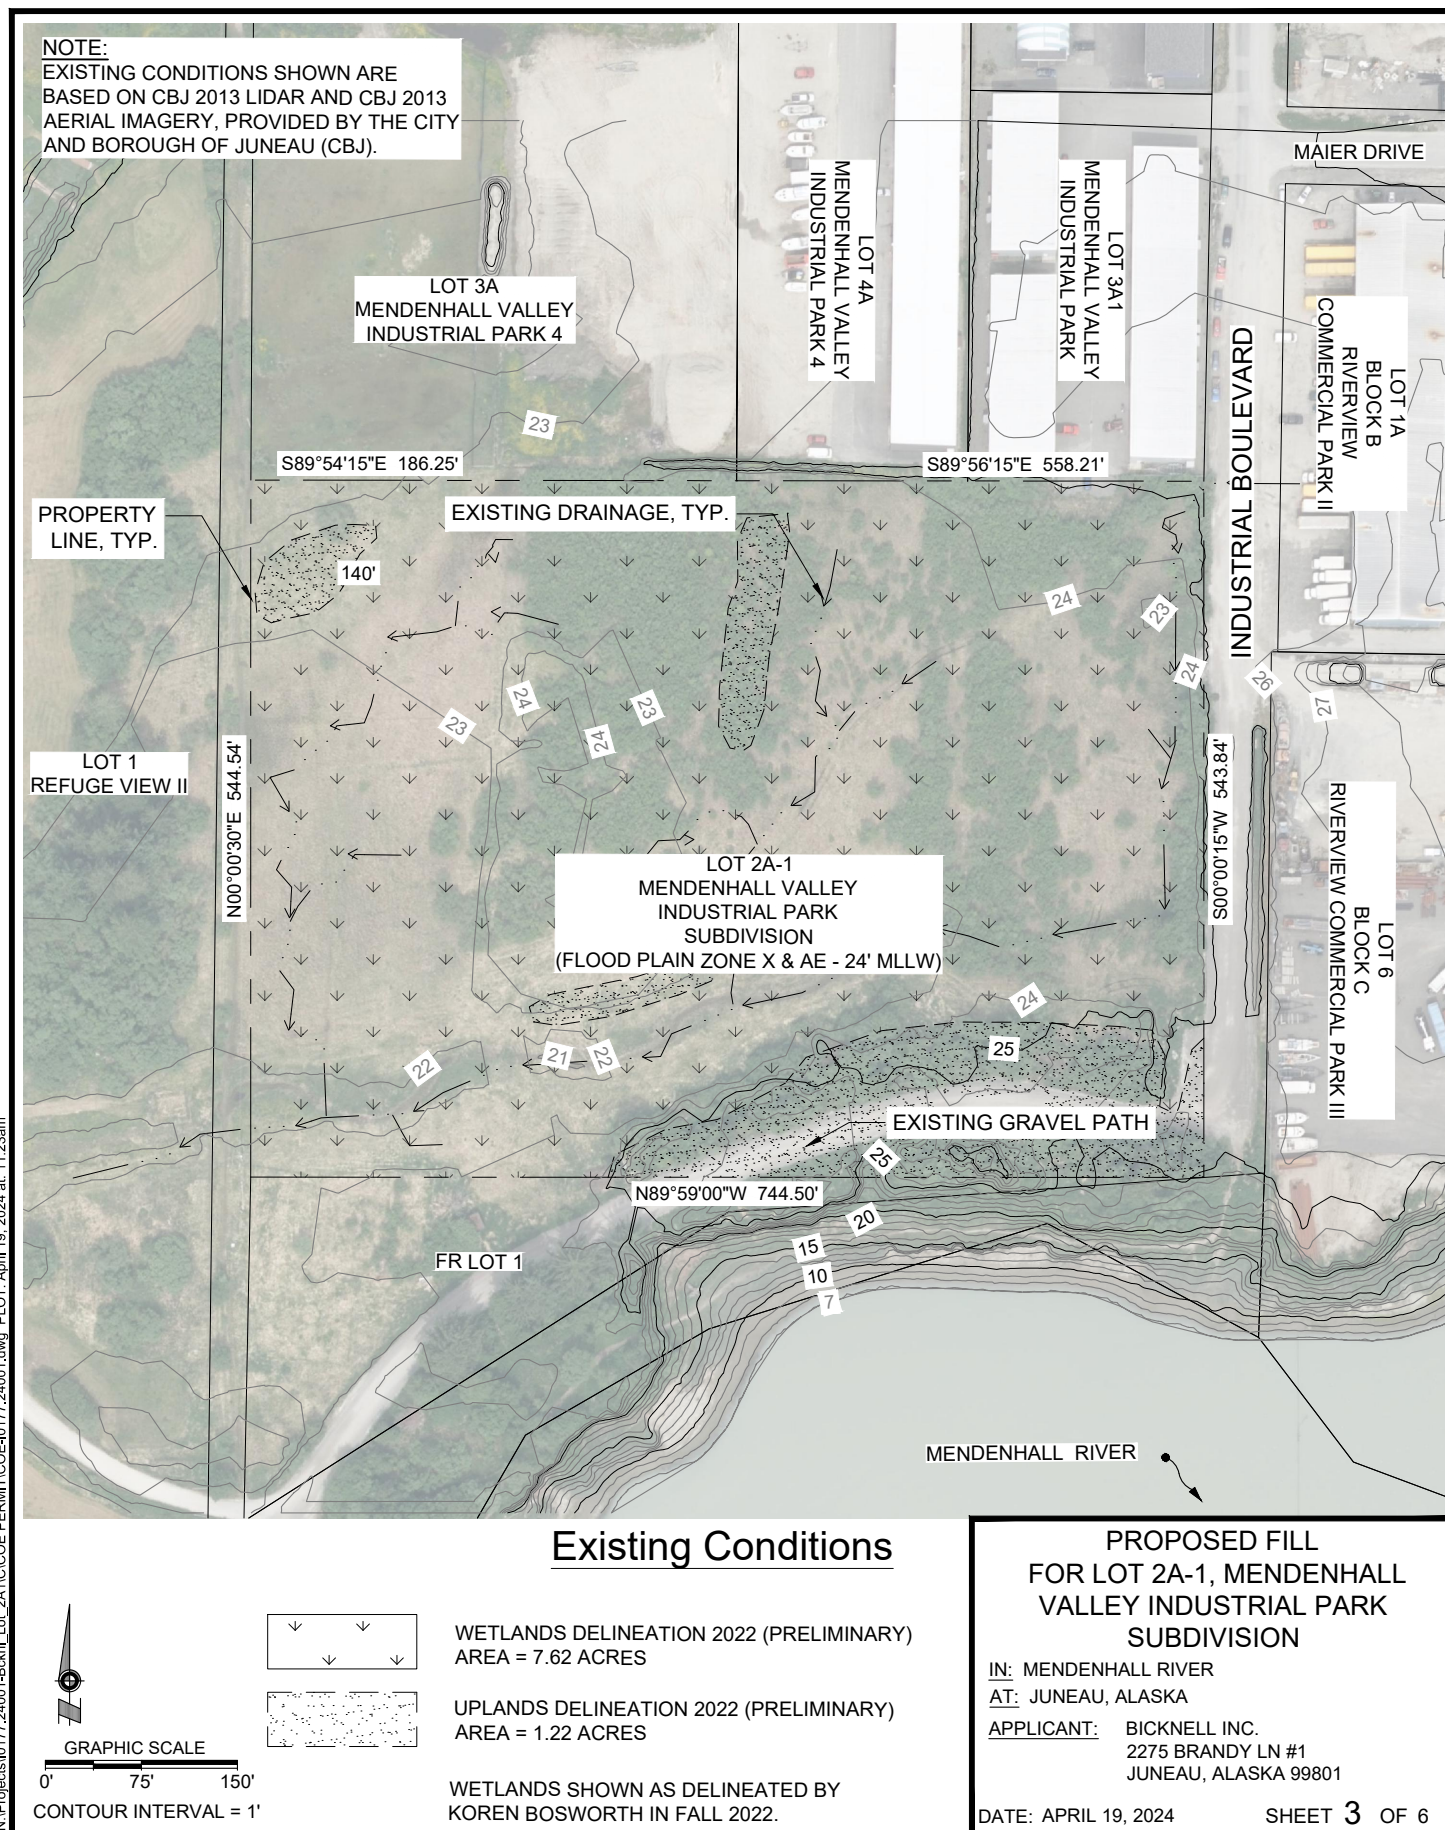 NOTE:
EXISTING CONDITIONS SHOWN ARE
BASED ON CBJ 2013 LIDAR AND CBJ 2013
AERIAL IMAGERY, PROVIDED BY THE CITY
AND BOROUGH OF JUNEAU (CBJ).
MAIER DRIVE
LOT 3A
MENDENHALL VALLEY
INDUSTRIAL PARK 4
LOT 4A
MENDENHALL VALLEY
INDUSTRIAL PARK 4
LOT 3A1
MENDENHALL VALLEY
INDUSTRIAL PARK
LOT 1A
BLOCK B
RIVERVIEW
COMMERCIAL PARK II
INDUSTRIAL BOULEVARD
23
S89°54'15"E 186.25'
S89°56'15"E 558.21'
PROPERTY
LINE, TYP.
EXISTING DRAINAGE, TYP.
140'
24
23
24
26
27
24
23
24
23
LOT 1
REFUGE VIEW II
N00°00'30"E 544.54'
S00°00'15"W 543.84'
LOT 6
BLOCK C
RIVERVIEW COMMERCIAL PARK III
LOT 2A-1
MENDENHALL VALLEY
INDUSTRIAL PARK
SUBDIVISION
(FLOOD PLAIN ZONE X & AE - 24' MLLW)
24
25
21
22
22
EXISTING GRAVEL PATH
25
N89°59'00"W 744.50'
20
15
10
7
FR LOT 1
MENDENHALL RIVER
Existing Conditions
WETLANDS DELINEATION 2022 (PRELIMINARY)
AREA = 7.62 ACRES
UPLANDS DELINEATION 2022 (PRELIMINARY)
AREA = 1.22 ACRES
WETLANDS SHOWN AS DELINEATED BY
KOREN BOSWORTH IN FALL 2022.
GRAPHIC SCALE
0' 75' 150'
CONTOUR INTERVAL = 1'
PROPOSED FILL
FOR LOT 2A-1, MENDENHALL
VALLEY INDUSTRIAL PARK
SUBDIVISION
IN: MENDENHALL RIVER
AT: JUNEAU, ALASKA
APPLICANT: BICKNELL INC.
2275 BRANDY LN #1
JUNEAU, ALASKA 99801
DATE: APRIL 19, 2024 SHEET 3 OF 6